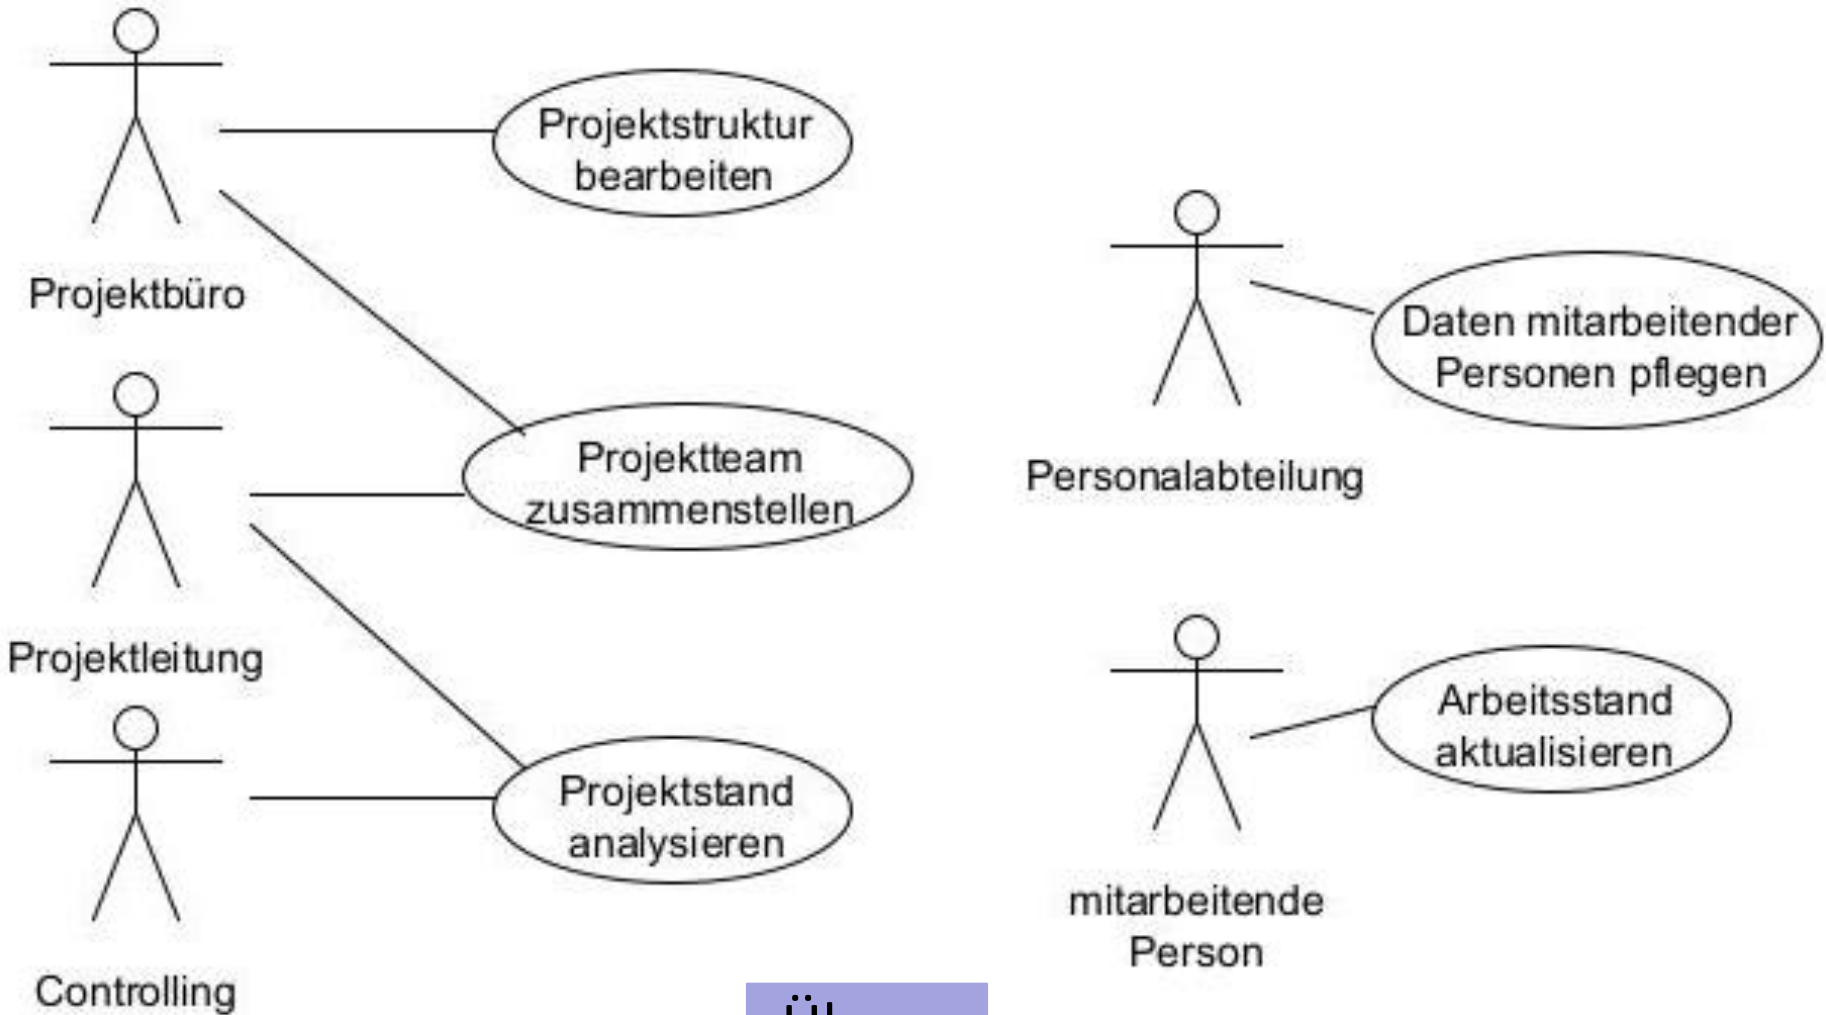 Projektstruktur
bearbeiten
Projektbüro
Projektteam
zusammenstellen
Projektleitung
Projektstand
analysieren
Controlling
Daten mitarbeitender
Personen pflegen
Personalabteilung
Arbeitsstand
aktualisieren
mitarbeitende
Person